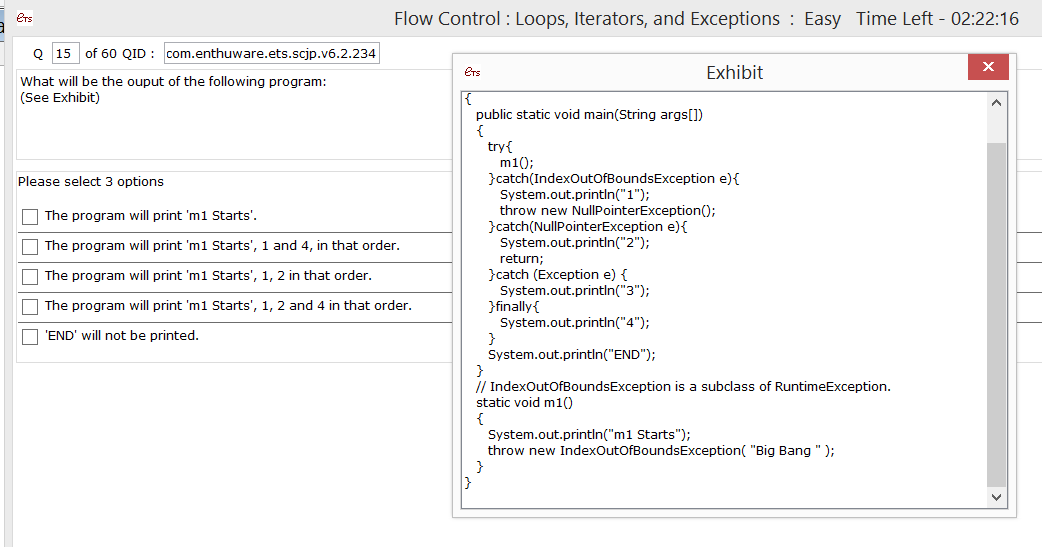 eTS
Flow Control : Loops, Iterators, and Exceptions : Easy Time Left - 02:22:16
Q 15 of 60 QID : com.enthuware.ets.scjp.v6.2.234
What will be the ouput of the following program:
(See Exhibit)
Please select 3 options
The program will print 'm1 Starts'.
The program will print 'm1 Starts', 1 and 4, in that order.
The program will print 'm1 Starts', 1, 2 in that order.
The program will print 'm1 Starts', 1, 2 and 4 in that order.
'END' will not be printed.
eTS
Exhibit
{
public static void main(String args[])
{
try{
m1();
}catch(IndexOutOfBoundsException e){
System.out.println("1");
throw new NullPointerException();
}catch(NullPointerException e){
System.out.println("2");
return;
}catch (Exception e) {
System.out.println("3");
}finally{
System.out.println("4");
}
System.out.println("END");
}
// IndexOutOfBoundsException is a subclass of RuntimeException.
static void m1()
{
System.out.println("m1 Starts");
throw new IndexOutOfBoundsException( "Big Bang " );
}
}